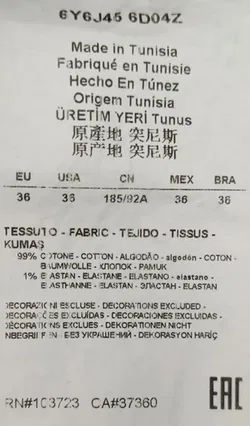 6Y6J45 6D04Z
Made in Tunisia
Fabriqué en Tunisie
Hecho En Túnez
Origem Tunísia
ÜRETİM YERİ Tunus
原產地 突尼斯
原产地 突尼斯
EU USA CN MEX BRA
36 36 185/92A 36 36
TESSUTO - FABRIC - TEJIDO - TISSUS -
KUMAŞ
99% COTONE - COTTON - ALGODÃO - algodón - COTON -
BAUMWOLLE - ХЛОПОК - PAMUK
1% ELASTAN - ELASTANE - ELASTANO - elastano -
ELASTHANNE - ELASTAN - ЭЛАСТАН - ELASTAN
DECORAZIONI ESCLUSE - DECORATIONS EXCLUDED -
DECORAÇÕES EXCLUÍDAS - DECORACIONES EXCLUIDAS -
DECORATIONS EXCLUES - DEKORATIONEN NICHT
INBEGRIFFEN - БЕЗ УКРАШЕНИЙ - DEKORASYON HARİÇ
EAC
RN#103723 CA#37360